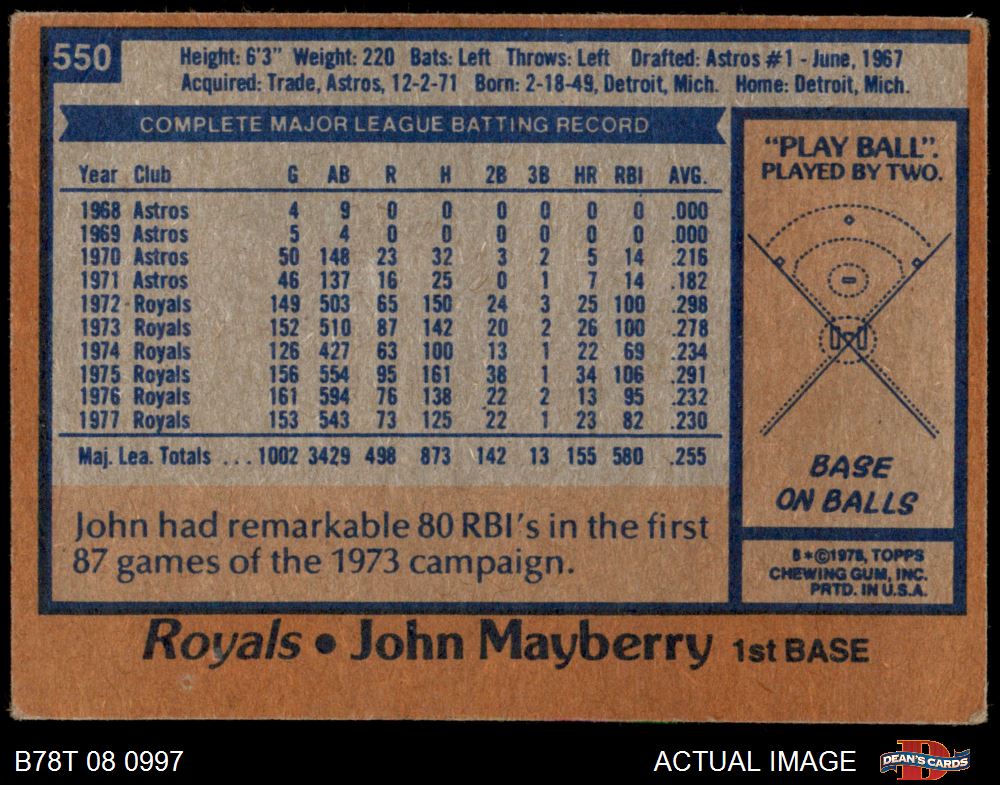 550
Height: 6'3" Weight: 220 Bats: Left Throws: Left Drafted: Astros #1 - June, 1967
Acquired: Trade, Astros, 12-2-71 Born: 2-18-49, Detroit, Mich. Home: Detroit, Mich.
COMPLETE MAJOR LEAGUE BATTING RECORD
Year Club G AB R H 2B 3B HR RBI AVG.
1968 Astros 4 9 0 0 0 0 0 0 .000
1969 Astros 5 4 0 0 0 0 0 0 .000
1970 Astros 50 148 23 32 3 2 5 14 .216
1971 Astros 46 137 16 25 0 1 7 14 .182
1972 - Royals 149 503 65 150 24 3 25 100 .298
1973 Royals 152 510 87 142 20 2 26 100 .278
1974 Royals 126 427 63 100 13 1 22 69 .234
1975 Royals 156 554 95 161 38 1 34 106 .291
1976 Royals 161 594 76 138 22 2 13 95 .232
1977 Royals 153 543 73 125 22 1 23 82 .230
Maj. Lea. Totals ... 1002 3429 498 873 142 13 155 580 .255
John had remarkable 80 RBI's in the first
87 games of the 1973 campaign.
"PLAY BALL".
PLAYED BY TWO.
BASE
ON BALLS
B*©1978, TOPPS
CHEWING GUM, INC.
PRTD. IN U.S.A.
Royals • John Mayberry 1st BASE
B78T 08 0997
ACTUAL IMAGE
D
DEAN'S CARDS